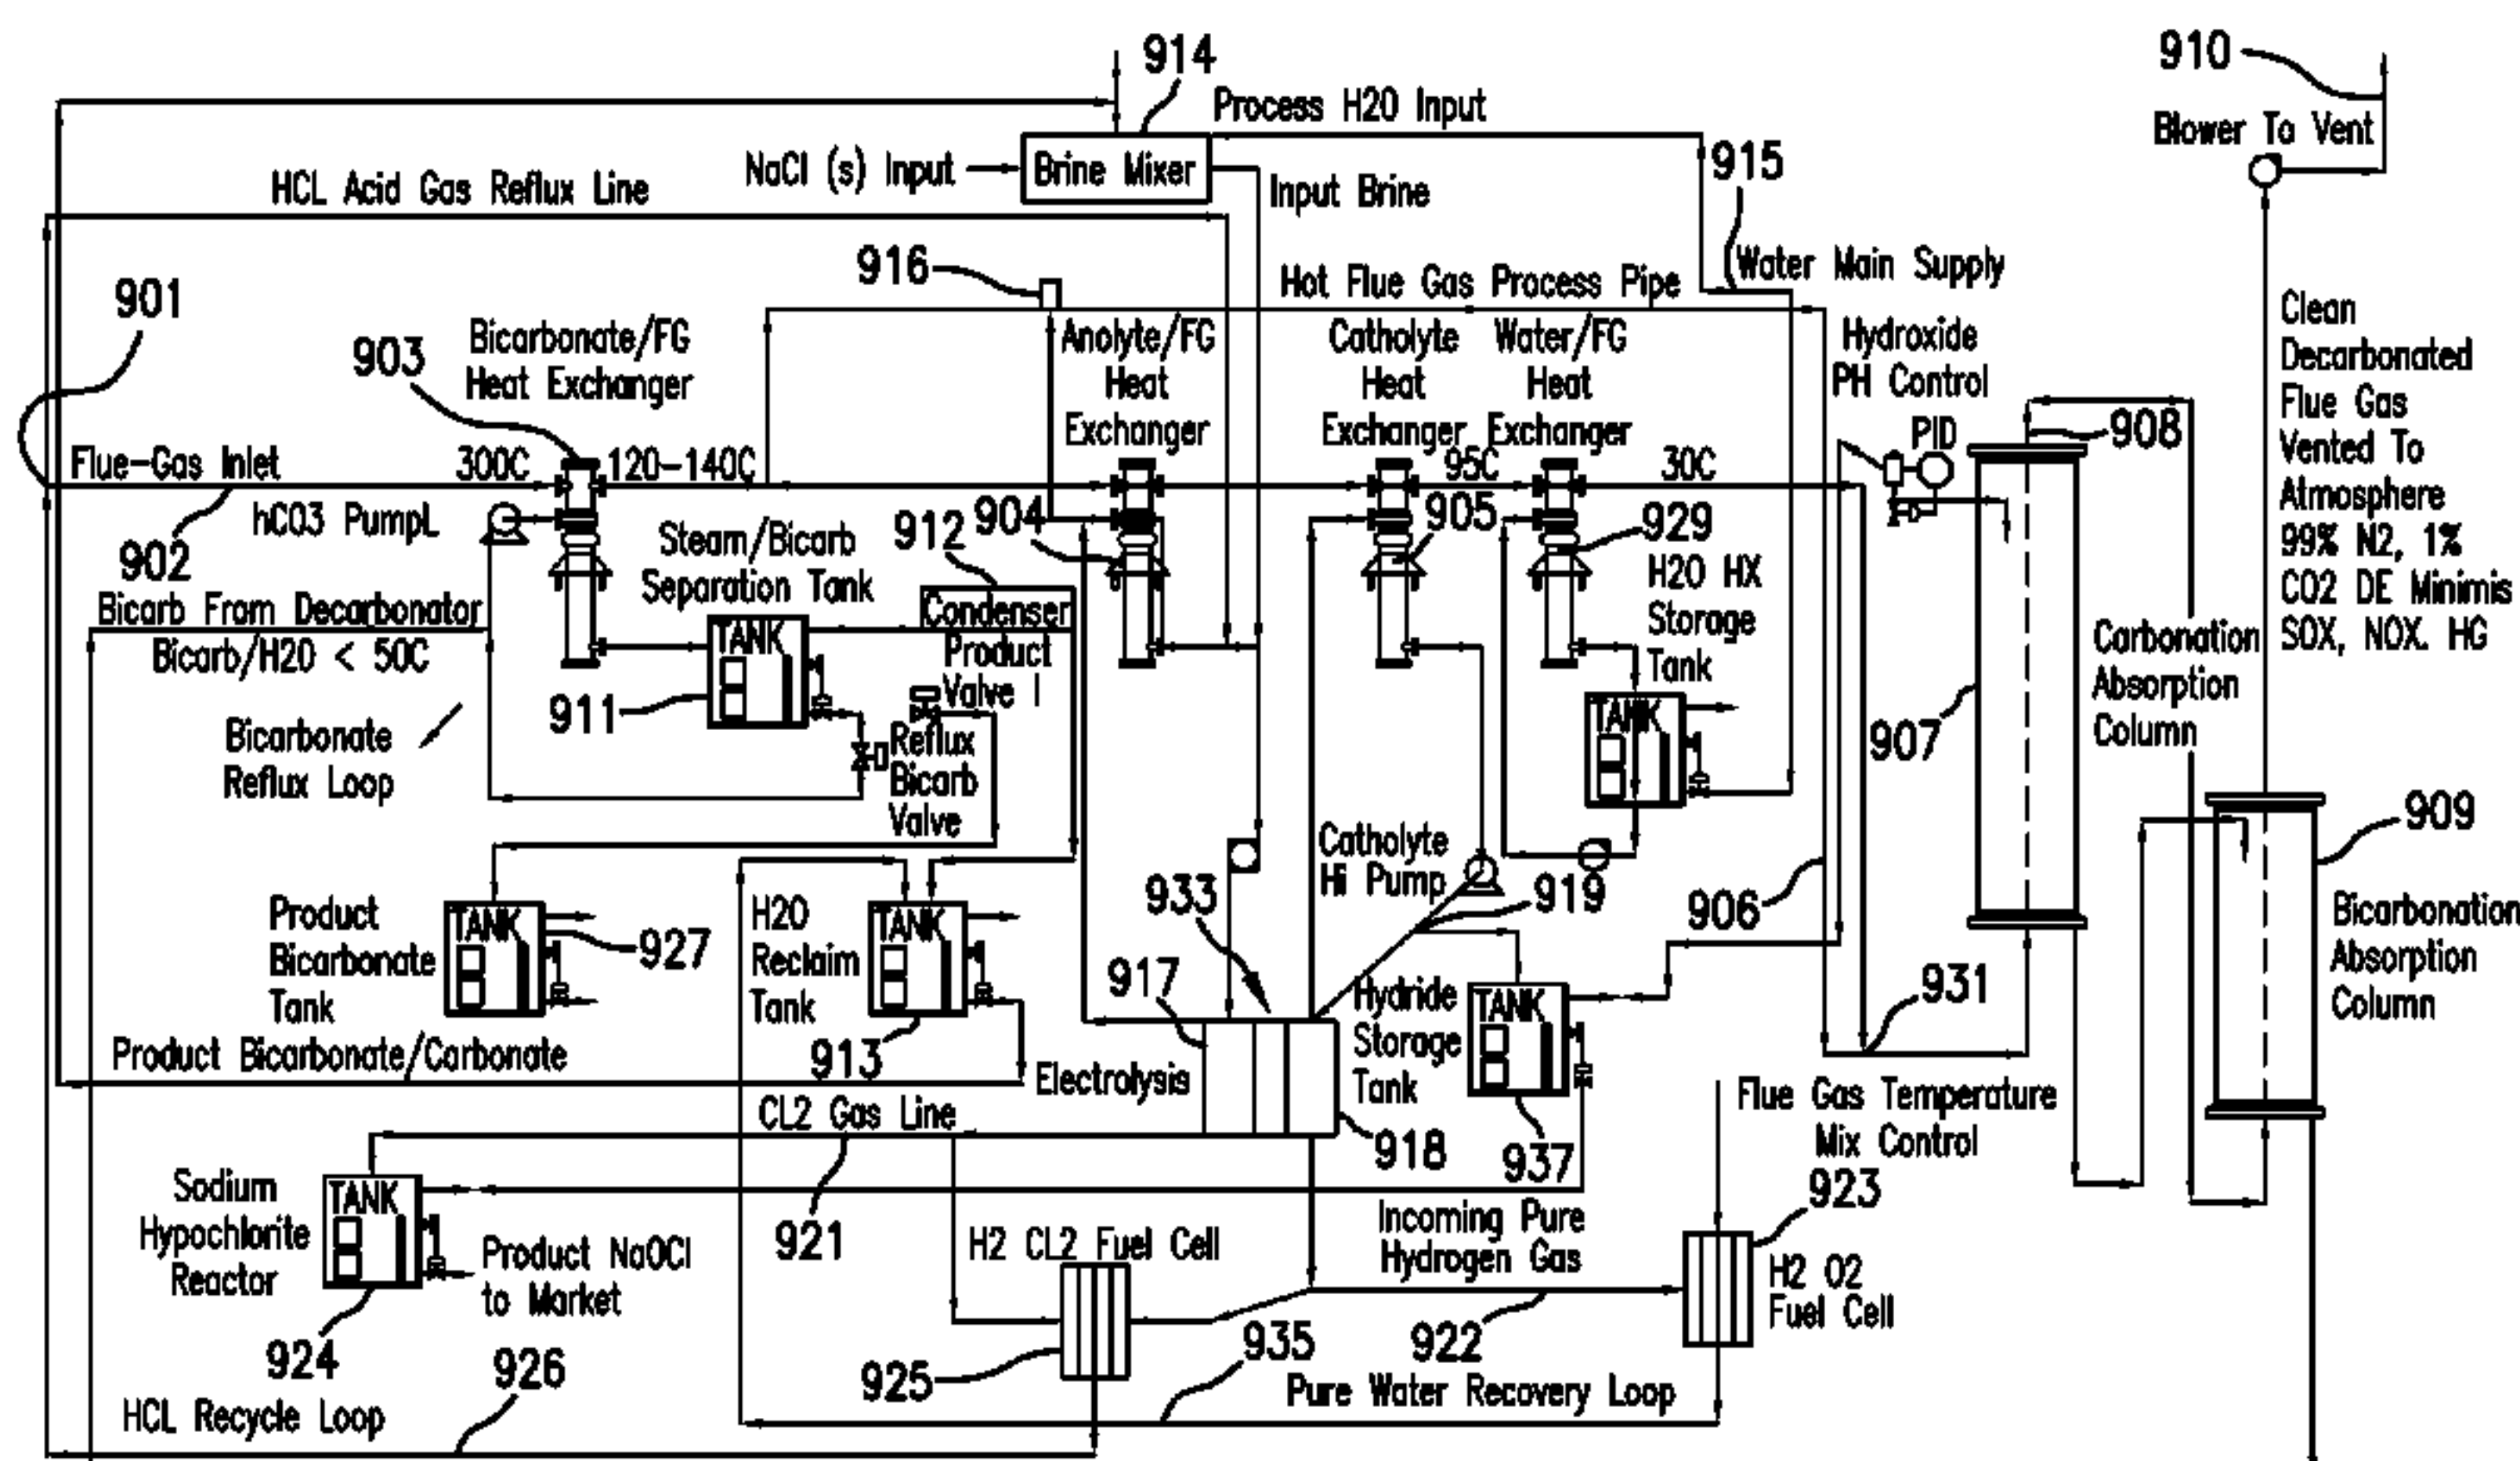 914
910
Process H2O Input
Blower To Vent
NaCl (s) Input
Brine Mixer
915
HCL Acid Gas Reflux Line
Input Brine
916
Water Main Supply
Hot Flue Gas Process Pipe
901
903
Bicarbonate/FG
Heat Exchanger
Anolyte/FG
Heat
Exchanger
Catholyte
Heat
Exchanger
Water/FG
Heat
Exchanger
Hydroxide
PH Control
PID
908
Clean
Decarbonated
Flue Gas
Vented To
Atmosphere
99% N2, 1%
CO2 DE Minimis
SOX, NOX. HG
Flue-Gas Inlet
300C
120-140C
95C
30C
902
hCO3 PumpL
Steam/Bicarb
Separation Tank
912
904
905
929
H2O HX
Storage
Tank
Bicarb From Decarbonator
Bicarb/H2O < 50C
Condenser
TANK
Product
Valve 1
911
Carbonation
Absorption
Column
907
Bicarbonate
Reflux Loop
Reflux
Bicarb
Valve
TANK
909
Catholyte
Hi Pump
919
933
906
Product
Bicarbonate
Tank
TANK
927
H2O
Reclaim
Tank
TANK
913
917
Hydride
Storage
Tank
TANK
931
Bicarbonation
Absorption
Column
Product Bicarbonate/Carbonate
Electrolysis
918
937
Flue Gas Temperature
Mix Control
CL2 Gas Line
921
923
Sodium
Hypochlorite
Reactor
TANK
Product NaOCl
to Market
H2 CL2 Fuel Cell
Incoming Pure
Hydrogen Gas
H2 O2
Fuel Cell
924
926
925
935
922
Pure Water Recovery Loop
HCL Recycle Loop